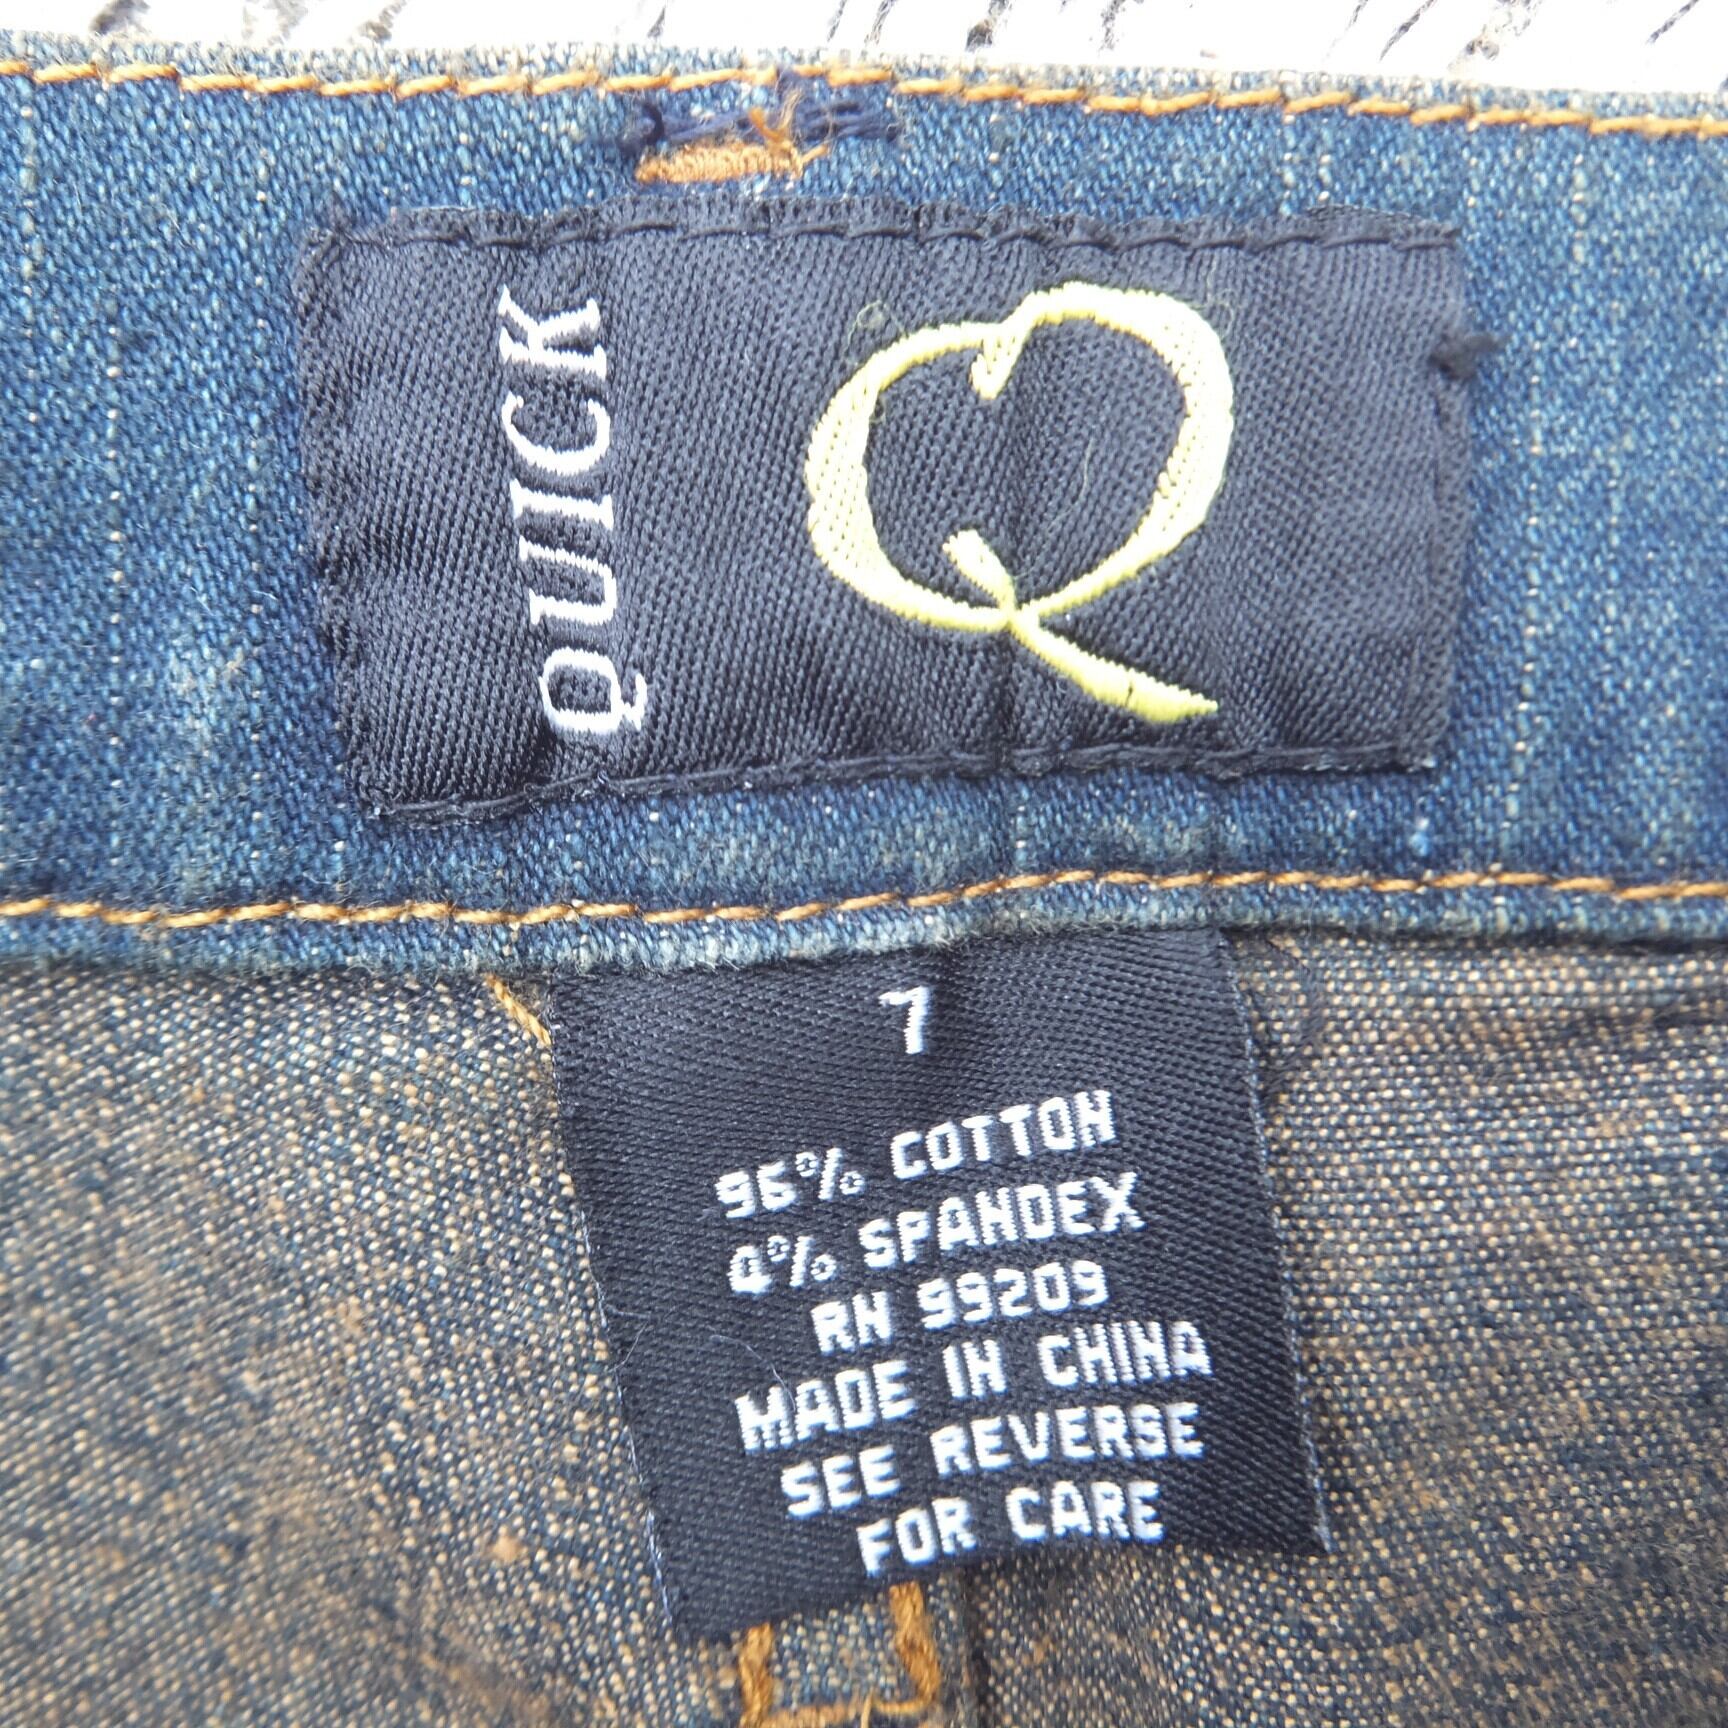 QUICK
Q
7
96% COTTON
4% SPANDEX
RN 99209
MADE IN CHINA
SEE REVERSE
FOR CARE